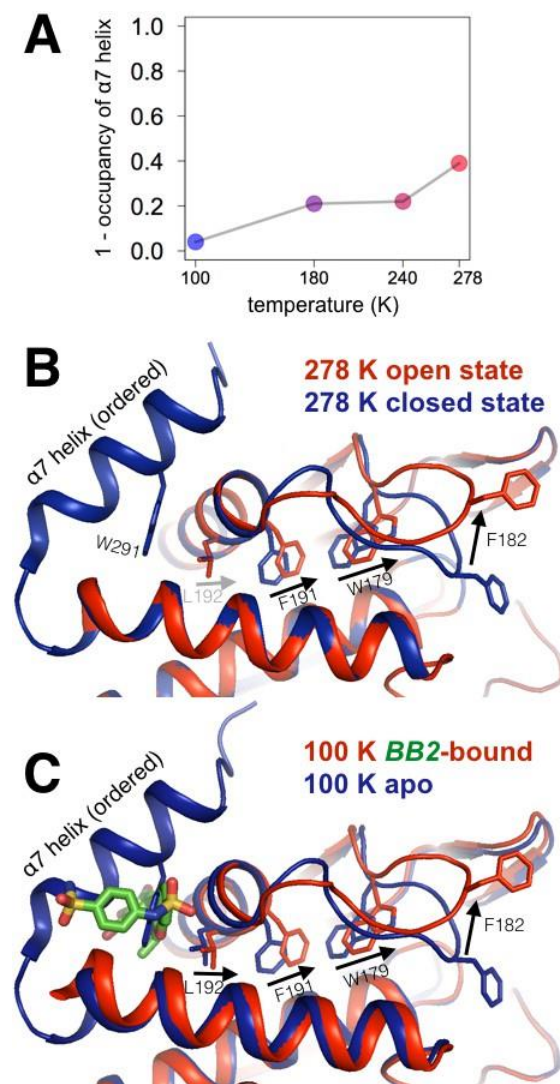 A
1 - occupancy of α7 helix
1.0
0.8
0.6
0.4
0.2
0.0
100
180
240
278
temperature (K)
B
278 K open state
278 K closed state
α7 helix (ordered)
W291
L192
F191
W179
F182
C
100 K BB2-bound
100 K apo
α7 helix (ordered)
L192
F191
W179
F182